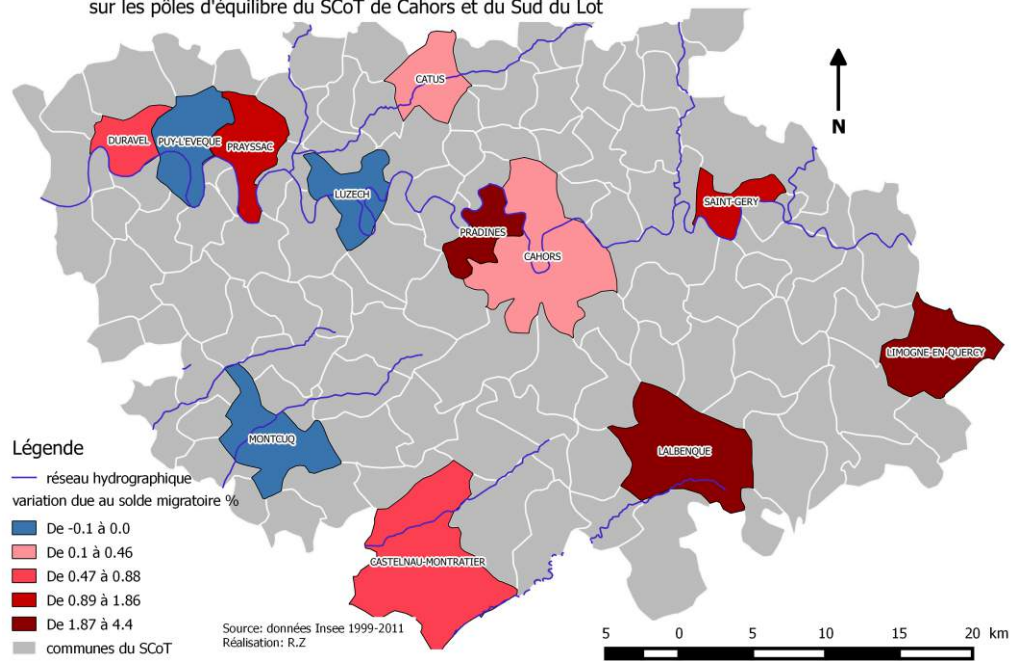 sur les pôles d'équilibre du SCoT de Cahors et du Sud du Lot
CATUS
N
DURAVEL
PUY-L'EVEQUE
PRAYSSAC
LUZECH
SAINT-GERY
PRADINES
CAHORS
LIMOGNE-EN-QUERCY
MONTCUQ
LALBENQUE
CASTELNAU-MONTRATIER
Légende
réseau hydrographique
variation due au solde migratoire %
De -0.1 à 0.0
De 0.1 à 0.46
De 0.47 à 0.88
De 0.89 à 1.86
De 1.87 à 4.4
communes du SCoT
Source: données Insee 1999-2011
Réalisation: R.Z
5 0 5 10 15 20 km